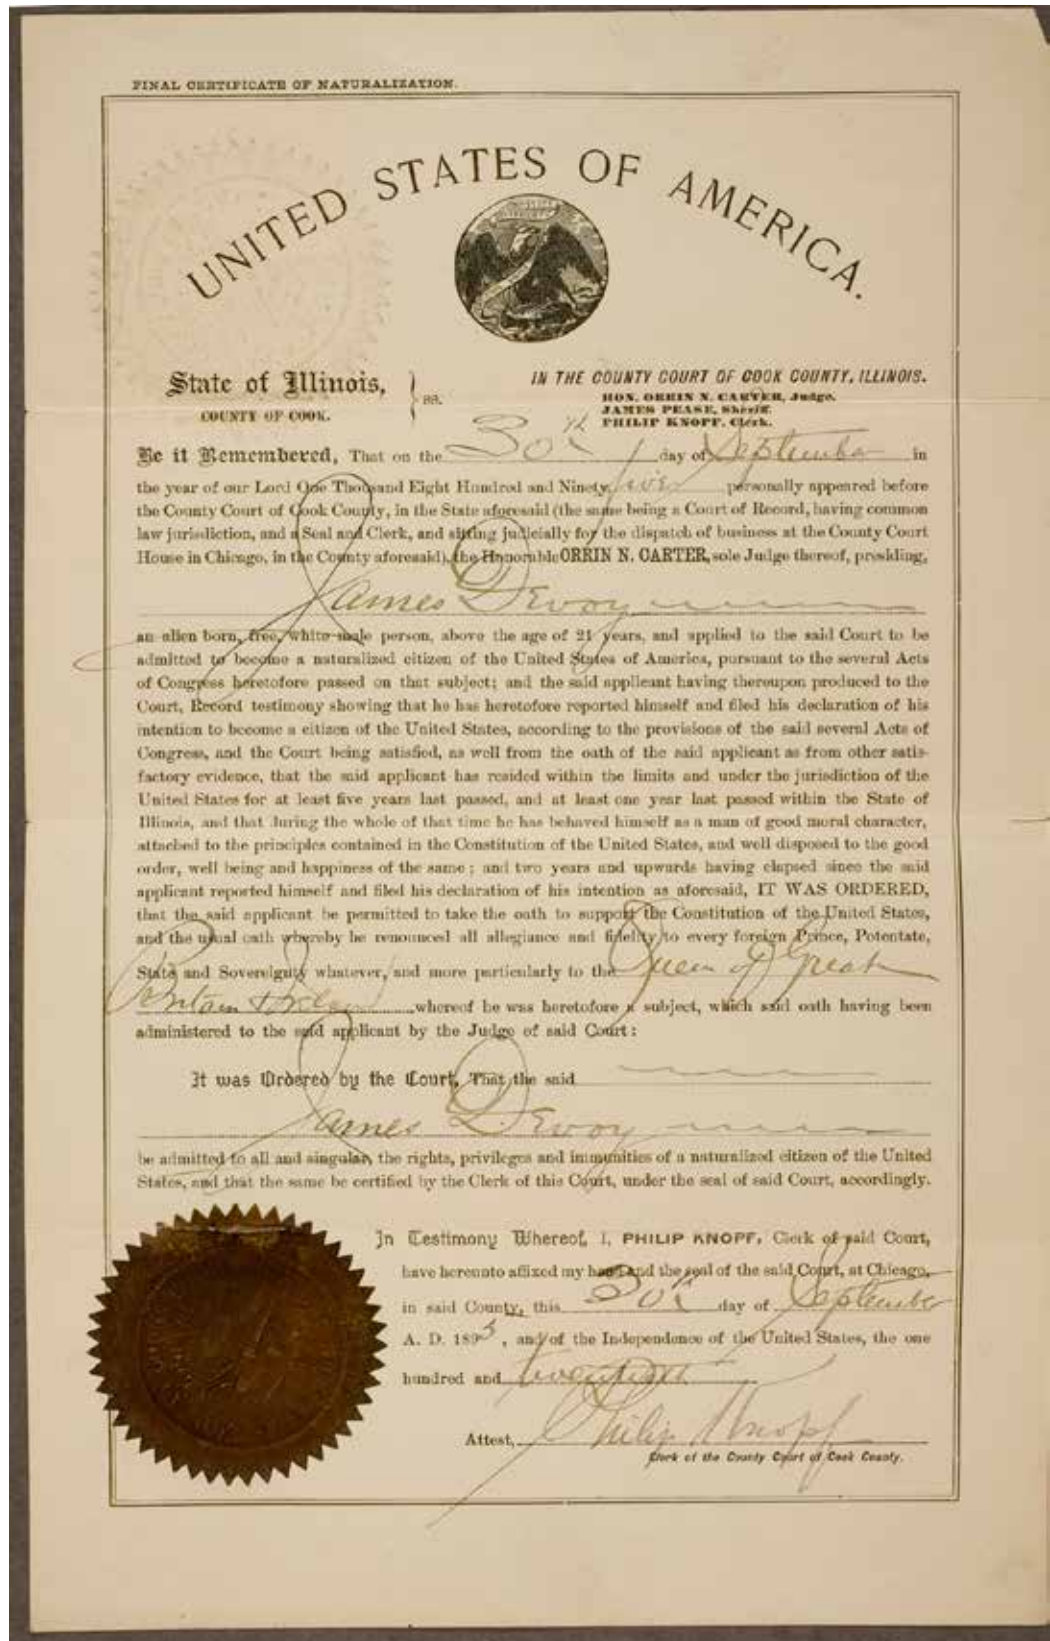 FINAL CERTIFICATE OF NATURALIZATION.
UNITED STATES OF AMERICA.
State of Illinois,
COUNTY OF COOK.
} ss.
IN THE COUNTY COURT OF COOK COUNTY, ILLINOIS.
HON. ORRIN N. CARTER, Judge.
JAMES PEASE, Sheriff.
PHILIP KNOPF, Clerk.
Be it Remembered, That on the 30th day of September in
the year of our Lord One Thousand Eight Hundred and Ninety five personally appeared before
the County Court of Cook County, in the State aforesaid (the same being a Court of Record, having common
law jurisdiction, and a Seal and Clerk, and sitting judicially for the dispatch of business at the County Court
House in Chicago, in the County aforesaid), the Honorable ORRIN N. CARTER, sole Judge thereof, presiding,
James Devoy
an alien born, free, white male person, above the age of 21 years, and applied to the said Court to be
admitted to become a naturalized citizen of the United States of America, pursuant to the several Acts
of Congress heretofore passed on that subject; and the said applicant having thereupon produced to the
Court, Record testimony showing that he has heretofore reported himself and filed his declaration of his
intention to become a citizen of the United States, according to the provisions of the said several Acts of
Congress, and the Court being satisfied, as well from the oath of the said applicant as from other satis-
factory evidence, that the said applicant has resided within the limits and under the jurisdiction of the
United States for at least five years last passed, and at least one year last passed within the State of
Illinois, and that during the whole of that time he has behaved himself as a man of good moral character,
attached to the principles contained in the Constitution of the United States, and well disposed to the good
order, well being and happiness of the same; and two years and upwards having elapsed since the said
applicant reported himself and filed his declaration of his intention as aforesaid, IT WAS ORDERED,
that the said applicant be permitted to take the oath to support the Constitution of the United States,
and the usual oath whereby he renounced all allegiance and fidelity to every foreign Prince, Potentate,
State and Sovereignty whatever, and more particularly to the Queen of Great
Britain & Ireland whereof he was heretofore a subject, which said oath having been
administered to the said applicant by the Judge of said Court:
It was Ordered by the Court, That the said
James Devoy
be admitted to all and singular, the rights, privileges and immunities of a naturalized citizen of the United
States, and that the same be certified by the Clerk of this Court, under the seal of said Court, accordingly.
In Testimony Whereof, I, PHILIP KNOPF, Clerk of said Court,
have hereunto affixed my hand and the seal of the said Court, at Chicago,
in said County, this 30th day of September
A. D. 1895, and of the Independence of the United States, the one
hundred and twentieth
Attest, Philip Knopf
Clerk of the County Court of Cook County.